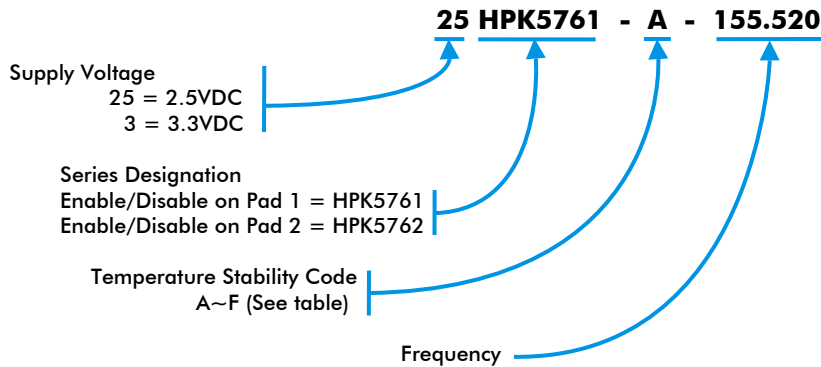 25 HPK5761 - A - 155.520
Supply Voltage
25 = 2.5VDC
3 = 3.3VDC
Series Designation
Enable/Disable on Pad 1 = HPK5761
Enable/Disable on Pad 2 = HPK5762
Temperature Stability Code
A~F (See table)
Frequency